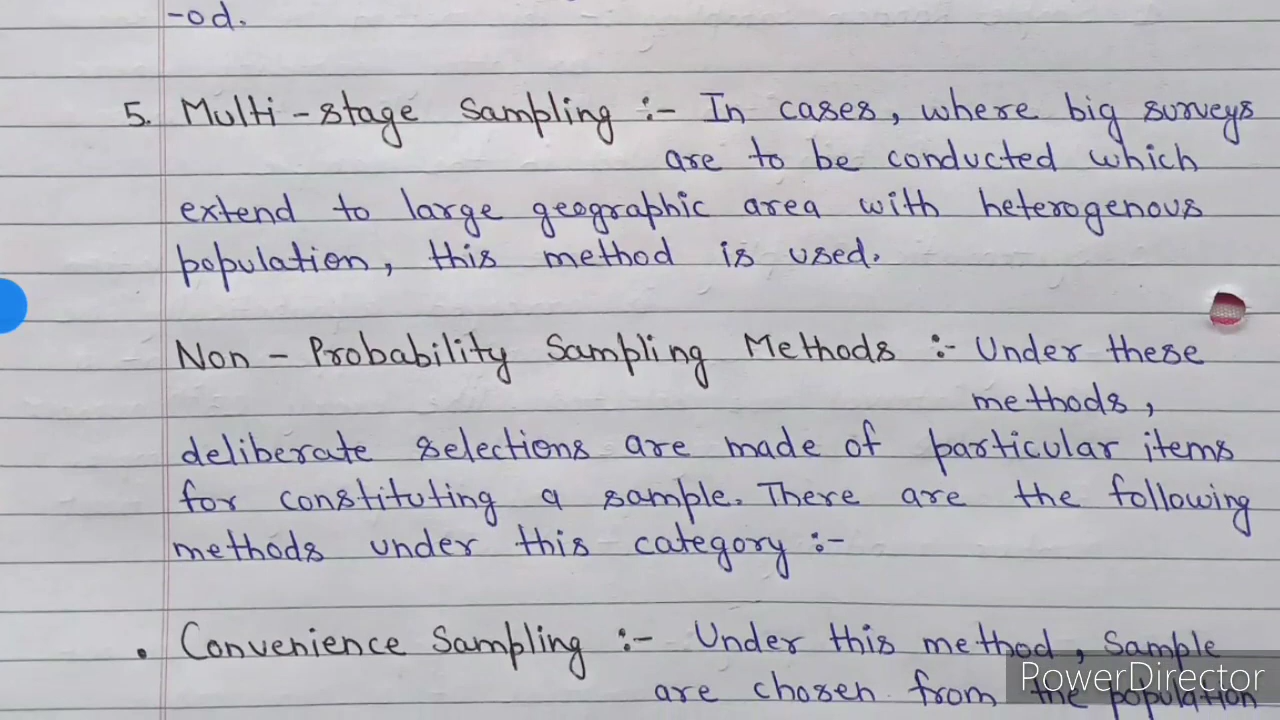 -od.
5. Multi-stage Sampling :- In cases, where big surveys
are to be conducted which
extend to large geographic area with heterogenous
population, this method is used.
Non-Probability Sampling Methods :- Under these
methods,
deliberate selections are made of particular items
for constituting a sample. There are the following
methods under this category :-
• Convenience Sampling :- Under this method, Sample
are chosen from the population
PowerDirector